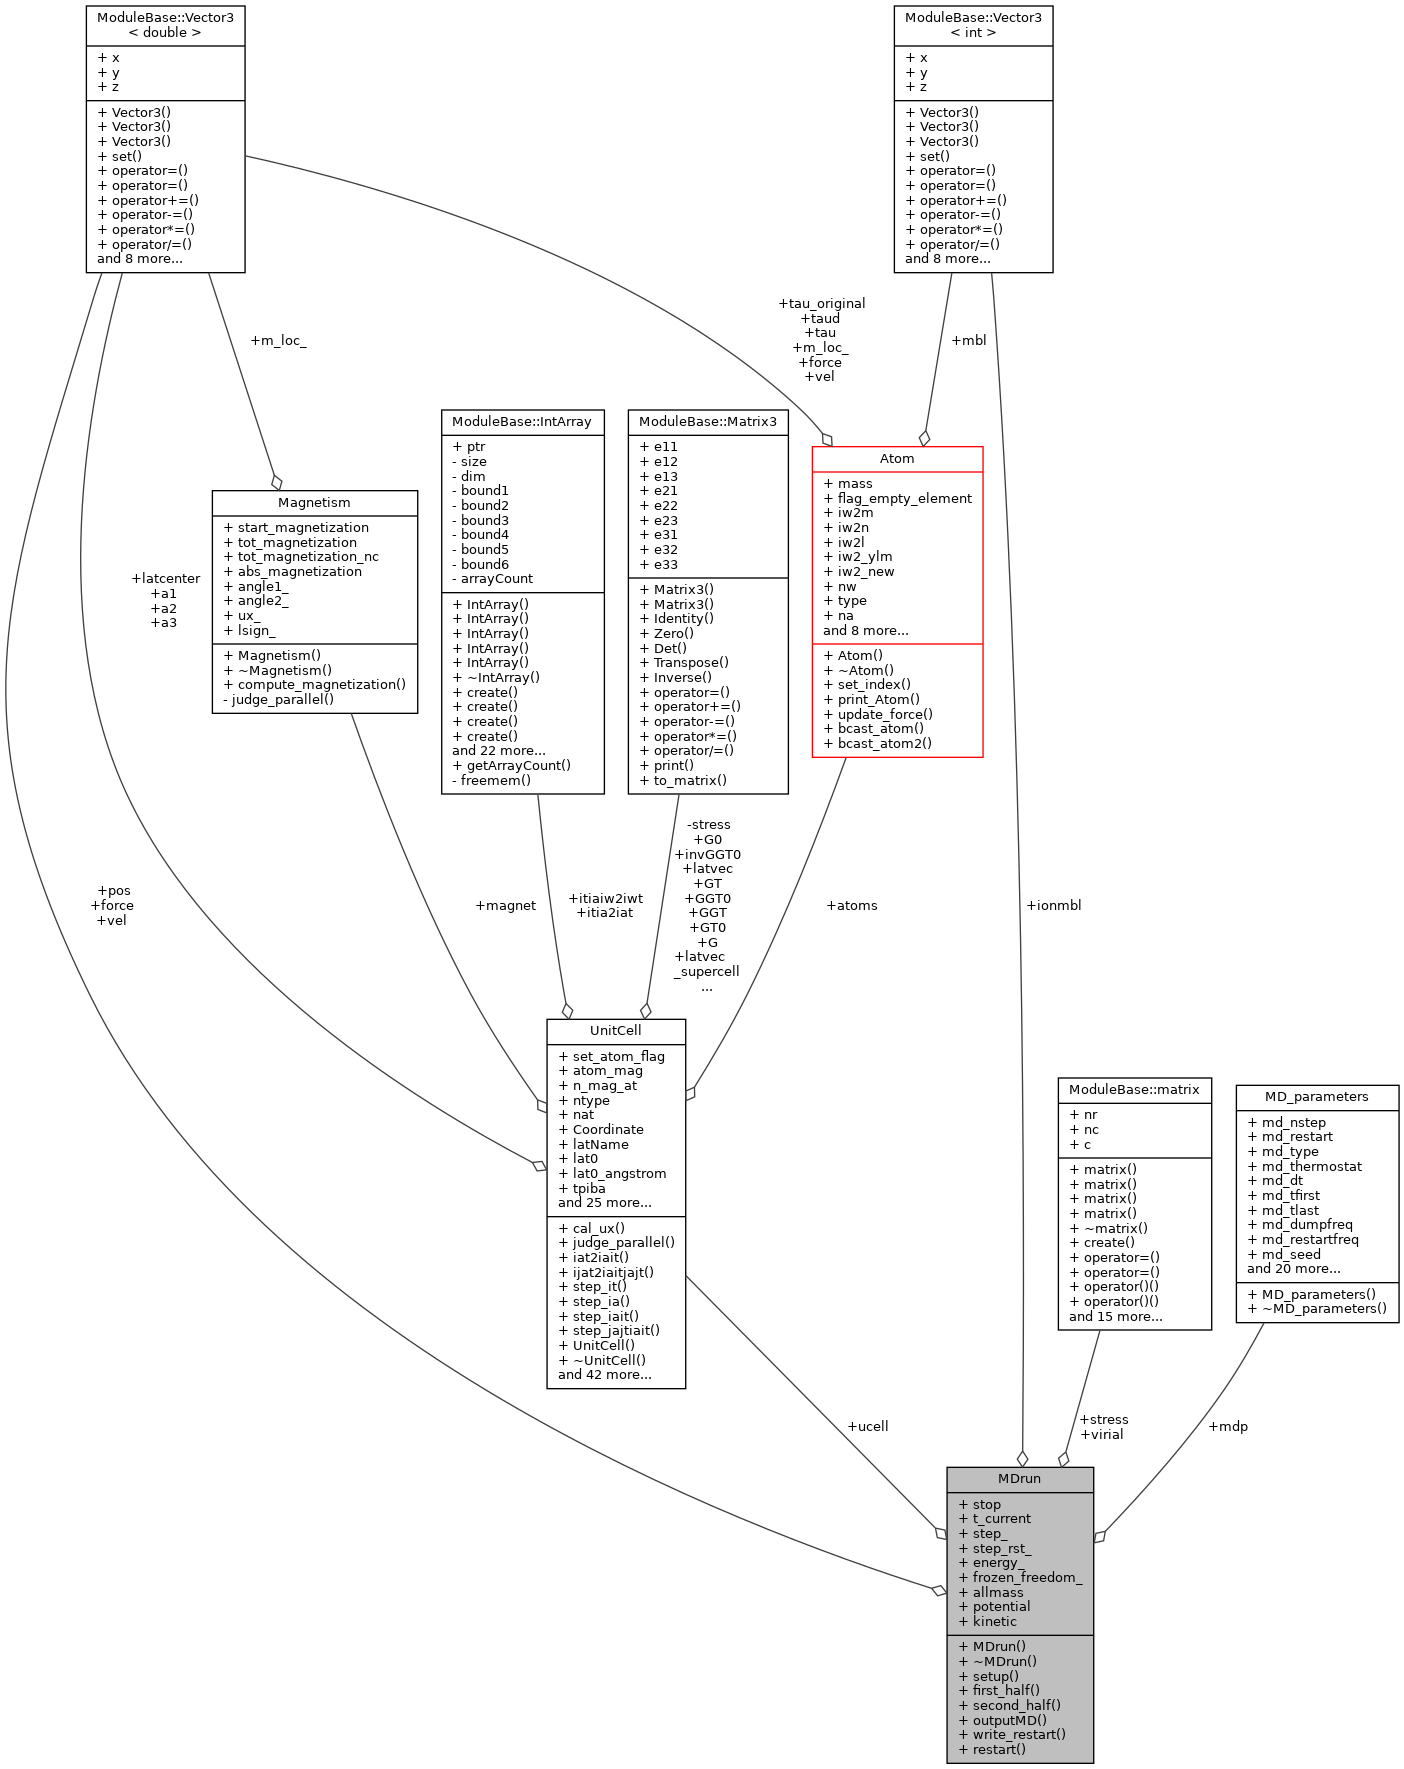 ModuleBase::Vector3
< double >
+ x
+ y
+ z
+ Vector3()
+ Vector3()
+ Vector3()
+ set()
+ operator=()
+ operator=()
+ operator+=()
+ operator-=()
+ operator*=()
+ operator/=()
and 8 more...
ModuleBase::Vector3
< int >
+ x
+ y
+ z
+ Vector3()
+ Vector3()
+ Vector3()
+ set()
+ operator=()
+ operator=()
+ operator+=()
+ operator-=()
+ operator*=()
+ operator/=()
and 8 more...
+m_loc_
+tau_original
+taud
+tau
+m_loc_
+force
+vel
+mbl
ModuleBase::IntArray
+ ptr
- size
- dim
- bound1
- bound2
- bound3
- bound4
- bound5
- bound6
- arrayCount
+ IntArray()
+ IntArray()
+ IntArray()
+ IntArray()
+ IntArray()
+ ~IntArray()
+ create()
+ create()
+ create()
+ create()
and 22 more...
+ getArrayCount()
- freemem()
ModuleBase::Matrix3
+ e11
+ e12
+ e13
+ e21
+ e22
+ e23
+ e31
+ e32
+ e33
+ Matrix3()
+ Matrix3()
+ Identity()
+ Zero()
+ Det()
+ Transpose()
+ Inverse()
+ operator=()
+ operator+=()
+ operator-=()
+ operator*=()
+ operator/=()
+ print()
+ to_matrix()
Atom
+ mass
+ flag_empty_element
+ iw2m
+ iw2n
+ iw2l
+ iw2_ylm
+ iw2_new
+ nw
+ type
+ na
and 8 more...
+ Atom()
+ ~Atom()
+ set_index()
+ print_Atom()
+ update_force()
+ bcast_atom()
+ bcast_atom2()
Magnetism
+ start_magnetization
+ tot_magnetization
+ tot_magnetization_nc
+ abs_magnetization
+ angle1_
+ angle2_
+ ux_
+ lsign_
+ Magnetism()
+ ~Magnetism()
+ compute_magnetization()
- judge_parallel()
+latcenter
+a1
+a2
+a3
+pos
+force
+vel
+magnet
+itiaiw2iwt
+itia2iat
-stress
+G0
+invGGT0
+latvec
+GT
+GGT0
+GGT
+GT0
+G
+latvec
_supercell
...
+atoms
+ionmbl
UnitCell
+ set_atom_flag
+ atom_mag
+ n_mag_at
+ ntype
+ nat
+ Coordinate
+ latName
+ lat0
+ lat0_angstrom
+ tpiba
and 25 more...
+ cal_ux()
+ judge_parallel()
+ iat2iait()
+ ijat2iaitjajt()
+ step_it()
+ step_ia()
+ step_iait()
+ step_jajtiait()
+ UnitCell()
+ ~UnitCell()
and 42 more...
ModuleBase::matrix
+ nr
+ nc
+ c
+ matrix()
+ matrix()
+ matrix()
+ matrix()
+ ~matrix()
+ create()
+ operator=()
+ operator=()
+ operator()()
+ operator()()
and 15 more...
MD_parameters
+ md_nstep
+ md_restart
+ md_type
+ md_thermostat
+ md_dt
+ md_tfirst
+ md_tlast
+ md_dumpfreq
+ md_restartfreq
+ md_seed
and 20 more...
+ MD_parameters()
+ ~MD_parameters()
+ucell
+stress
+virial
+mdp
MDrun
+ stop
+ t_current
+ step_
+ step_rst_
+ energy_
+ frozen_freedom_
+ allmass
+ potential
+ kinetic
+ MDrun()
+ ~MDrun()
+ setup()
+ first_half()
+ second_half()
+ outputMD()
+ write_restart()
+ restart()